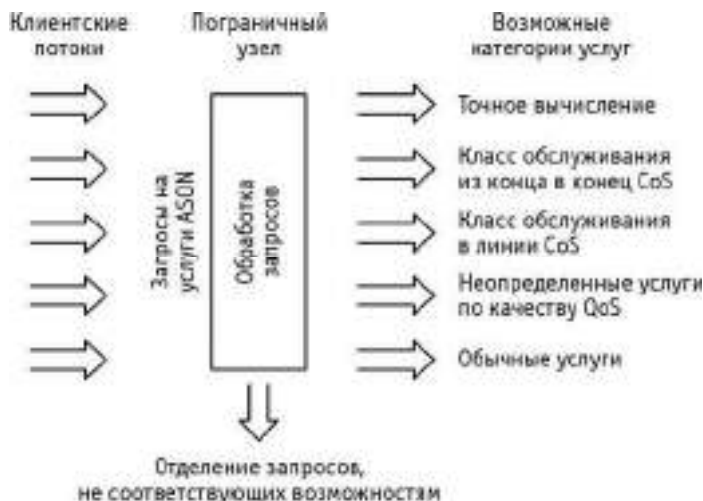 Клиентские
потоки
Пограничный
узел
Возможные
категории услуг
Запросы на
услуги ASON
Обработка
запросов
Точное вычисление
Класс обслуживания
из конца в конец CoS
Класс обслуживания
в линии CoS
Неопределенные услуги
по качеству QoS
Обычные услуги
Отделение запросов,
не соответствующих возможностям